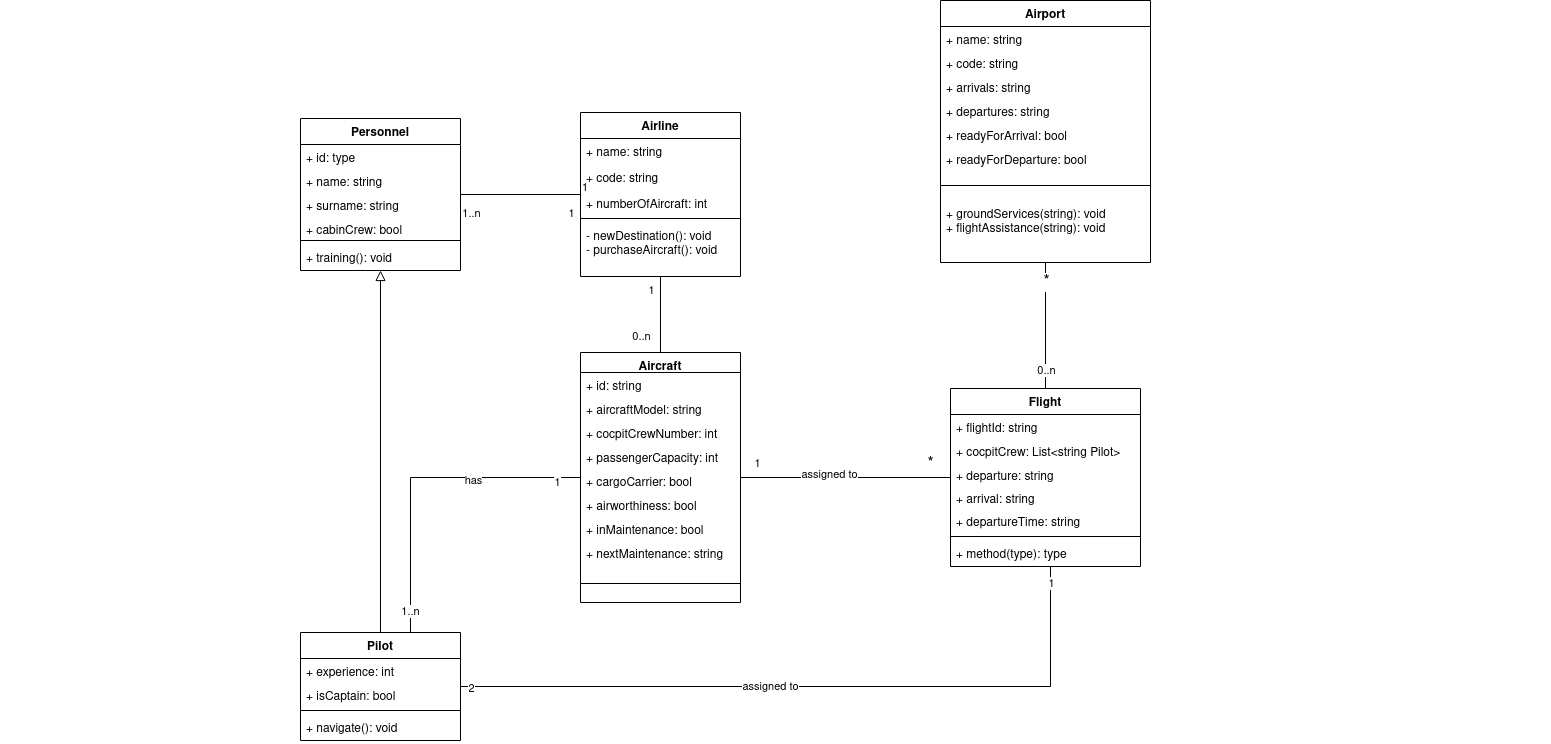 Airport
+ name: string
+ code: string
+ arrivals: string
+ departures: string
+ readyForArrival: bool
+ readyForDeparture: bool
+ groundServices(string): void
+ flightAssistance(string): void
Personnel
+ id: type
+ name: string
+ surname: string
+ cabinCrew: bool
+ training(): void
1..n
1
1
Airline
+ name: string
+ code: string
+ numberOfAircraft: int
- newDestination(): void
- purchaseAircraft(): void
1
0..n
*
0..n
Aircraft
+ id: string
+ aircraftModel: string
+ cocpitCrewNumber: int
+ passengerCapacity: int
+ cargoCarrier: bool
+ airworthiness: bool
+ inMaintenance: bool
+ nextMaintenance: string
has
1
1..n
1
assigned to
*
Flight
+ flightId: string
+ cocpitCrew: List<string Pilot>
+ departure: string
+ arrival: string
+ departureTime: string
+ method(type): type
1
Pilot
+ experience: int
+ isCaptain: bool
+ navigate(): void
2
assigned to